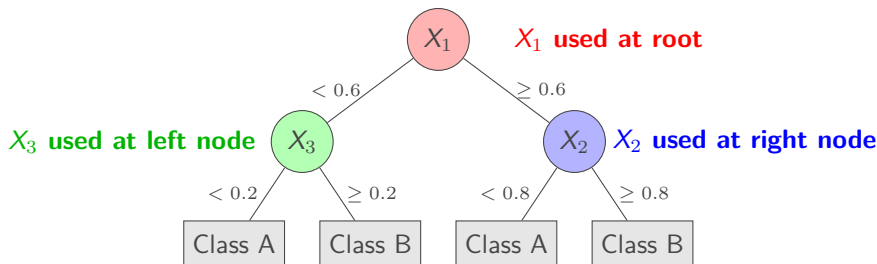 X₁
X₁ used at root
< 0.6
≥ 0.6
X₃ used at left node
X₃
X₂
X₂ used at right node
< 0.2
≥ 0.2
< 0.8
≥ 0.8
Class A
Class B
Class A
Class B